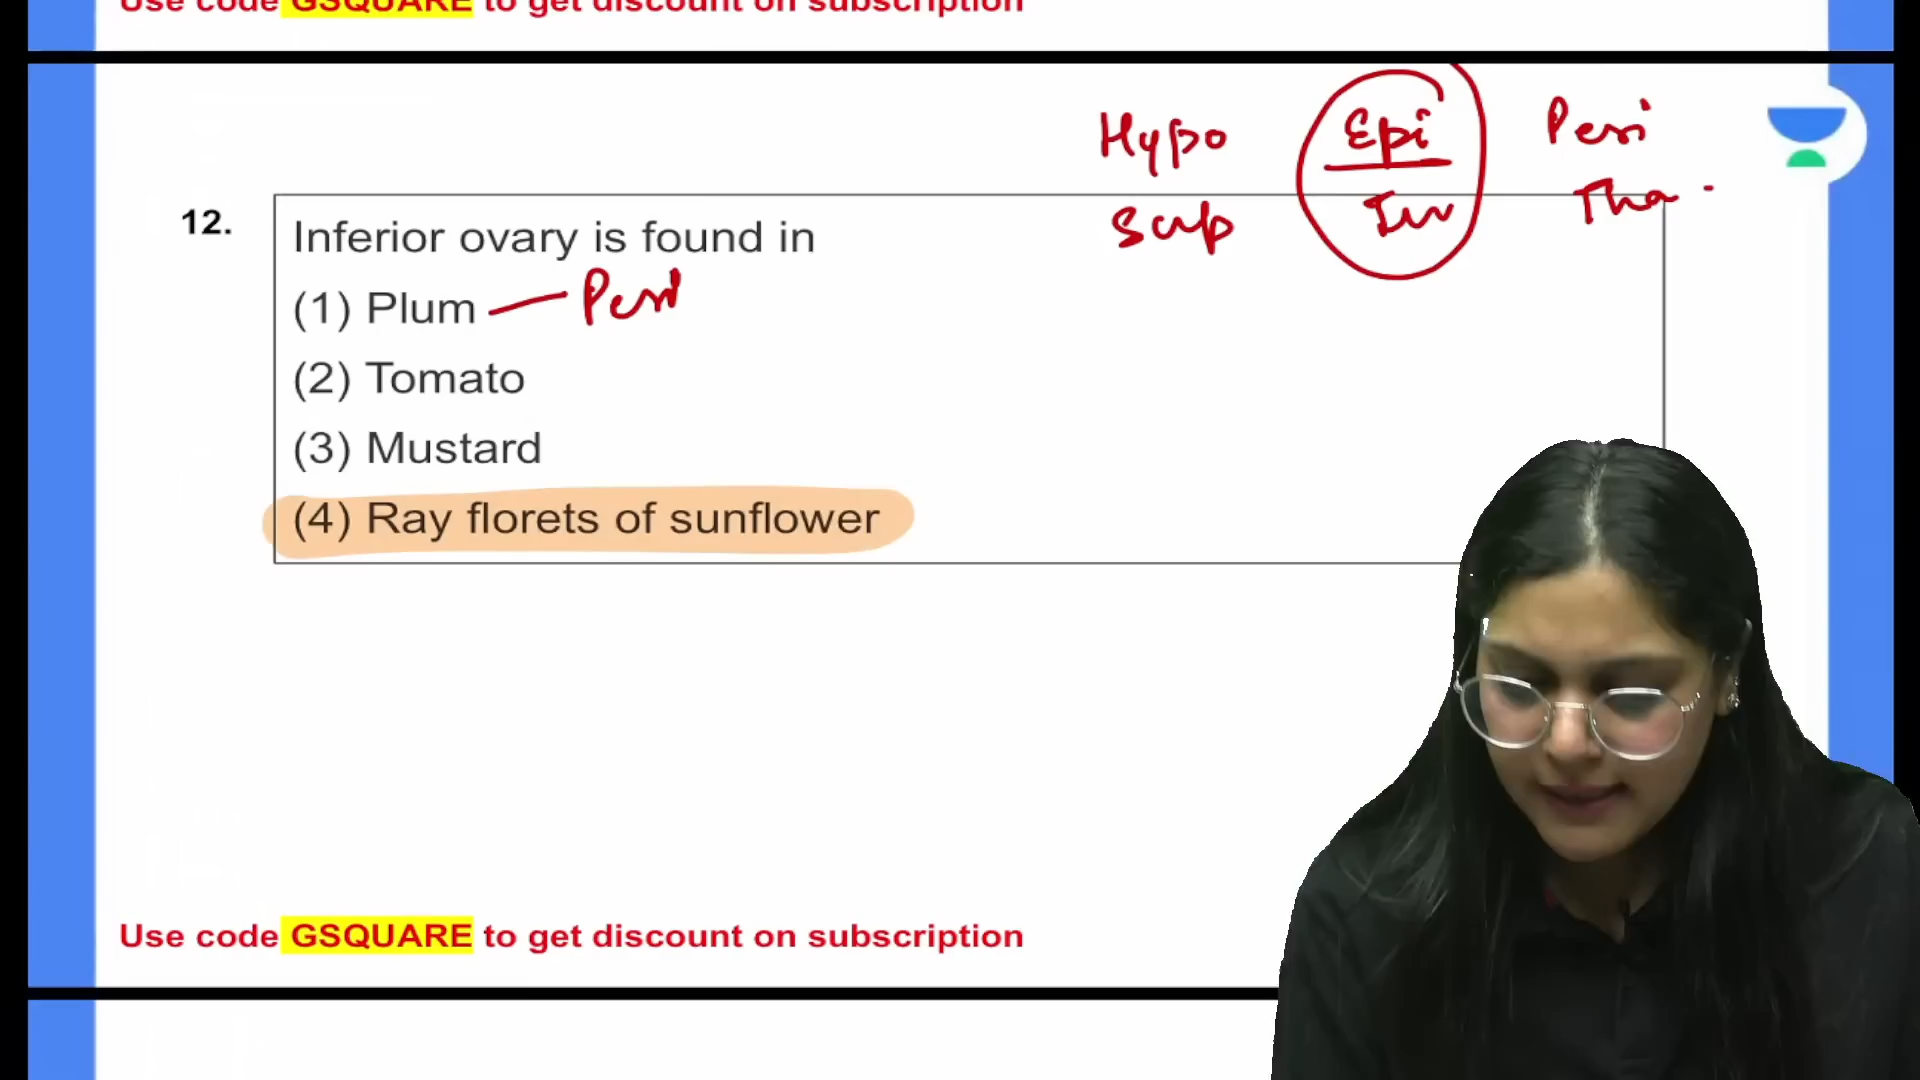 Use code GSQUARE to get discount on subscription
Hypo Epi Peri
Sup Inf Tha
12. Inferior ovary is found in
(1) Plum — Peri
(2) Tomato
(3) Mustard
(4) Ray florets of sunflower
Use code GSQUARE to get discount on subscription